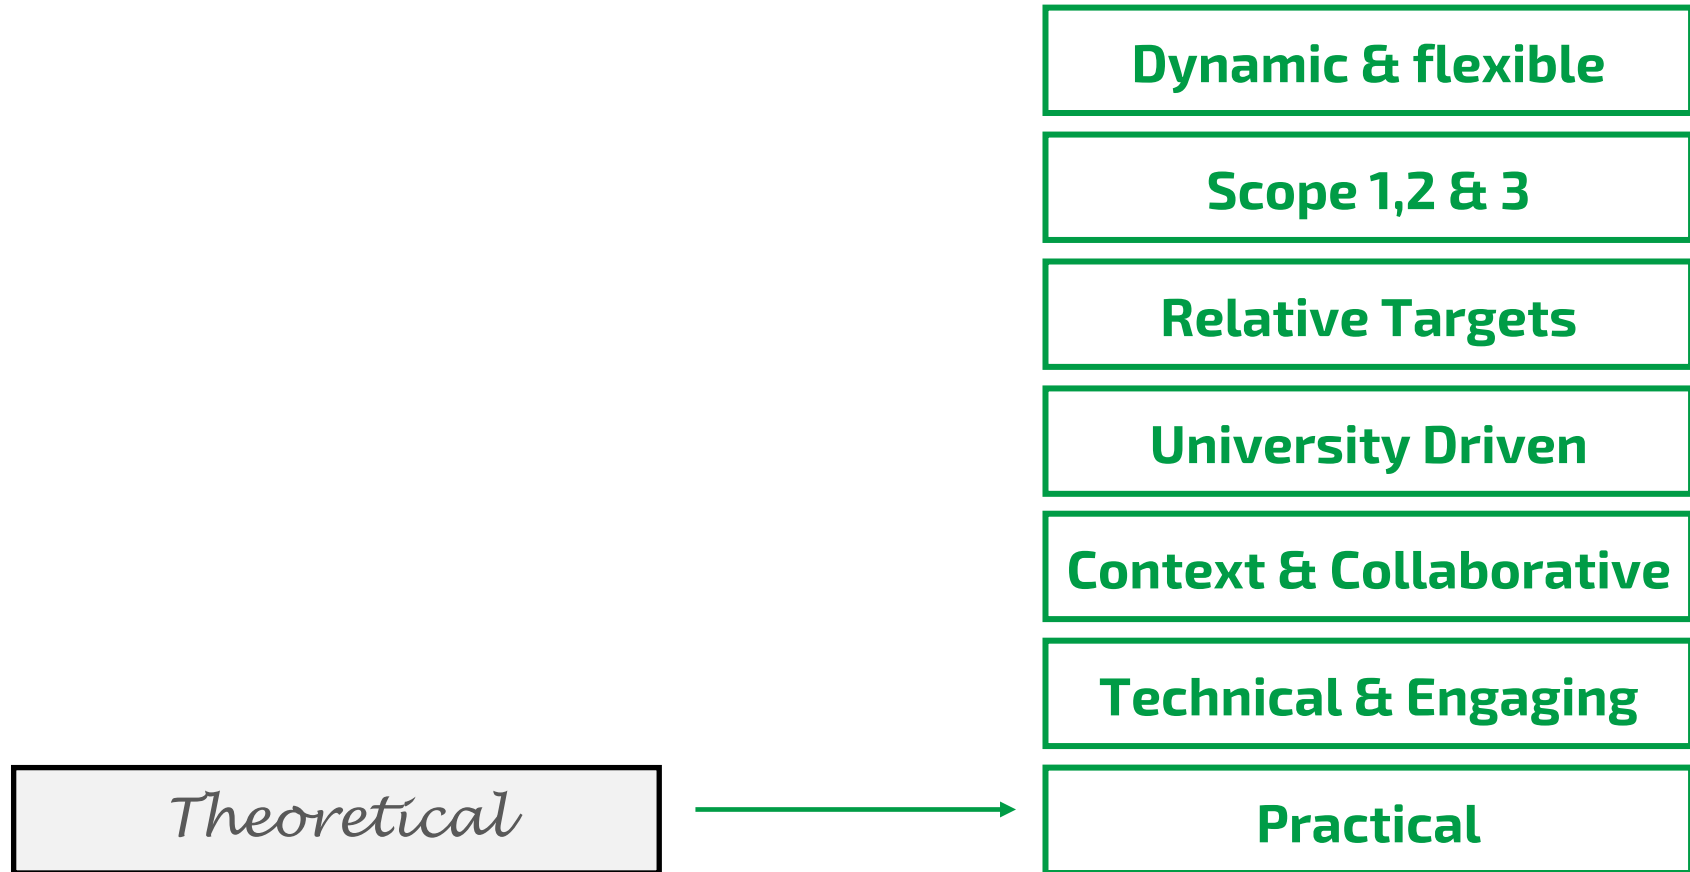 Dynamic & flexible
Scope 1,2 & 3
Relative Targets
University Driven
Context & Collaborative
Technical & Engaging
Theoretical
Practical